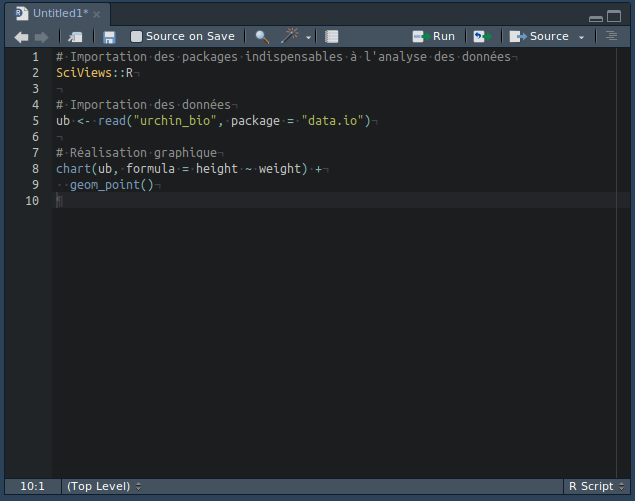 Untitled1*
Source on Save
Run
Source
1 # Importation des packages indispensables à l'analyse des données
2 SciViews::R
3
4 # Importation des données
5 ub <- read("urchin_bio", package = "data.io")
6
7 # Réalisation graphique
8 chart(ub, formula = height ~ weight) +
9   geom_point()
10
10:1 (Top Level) R Script